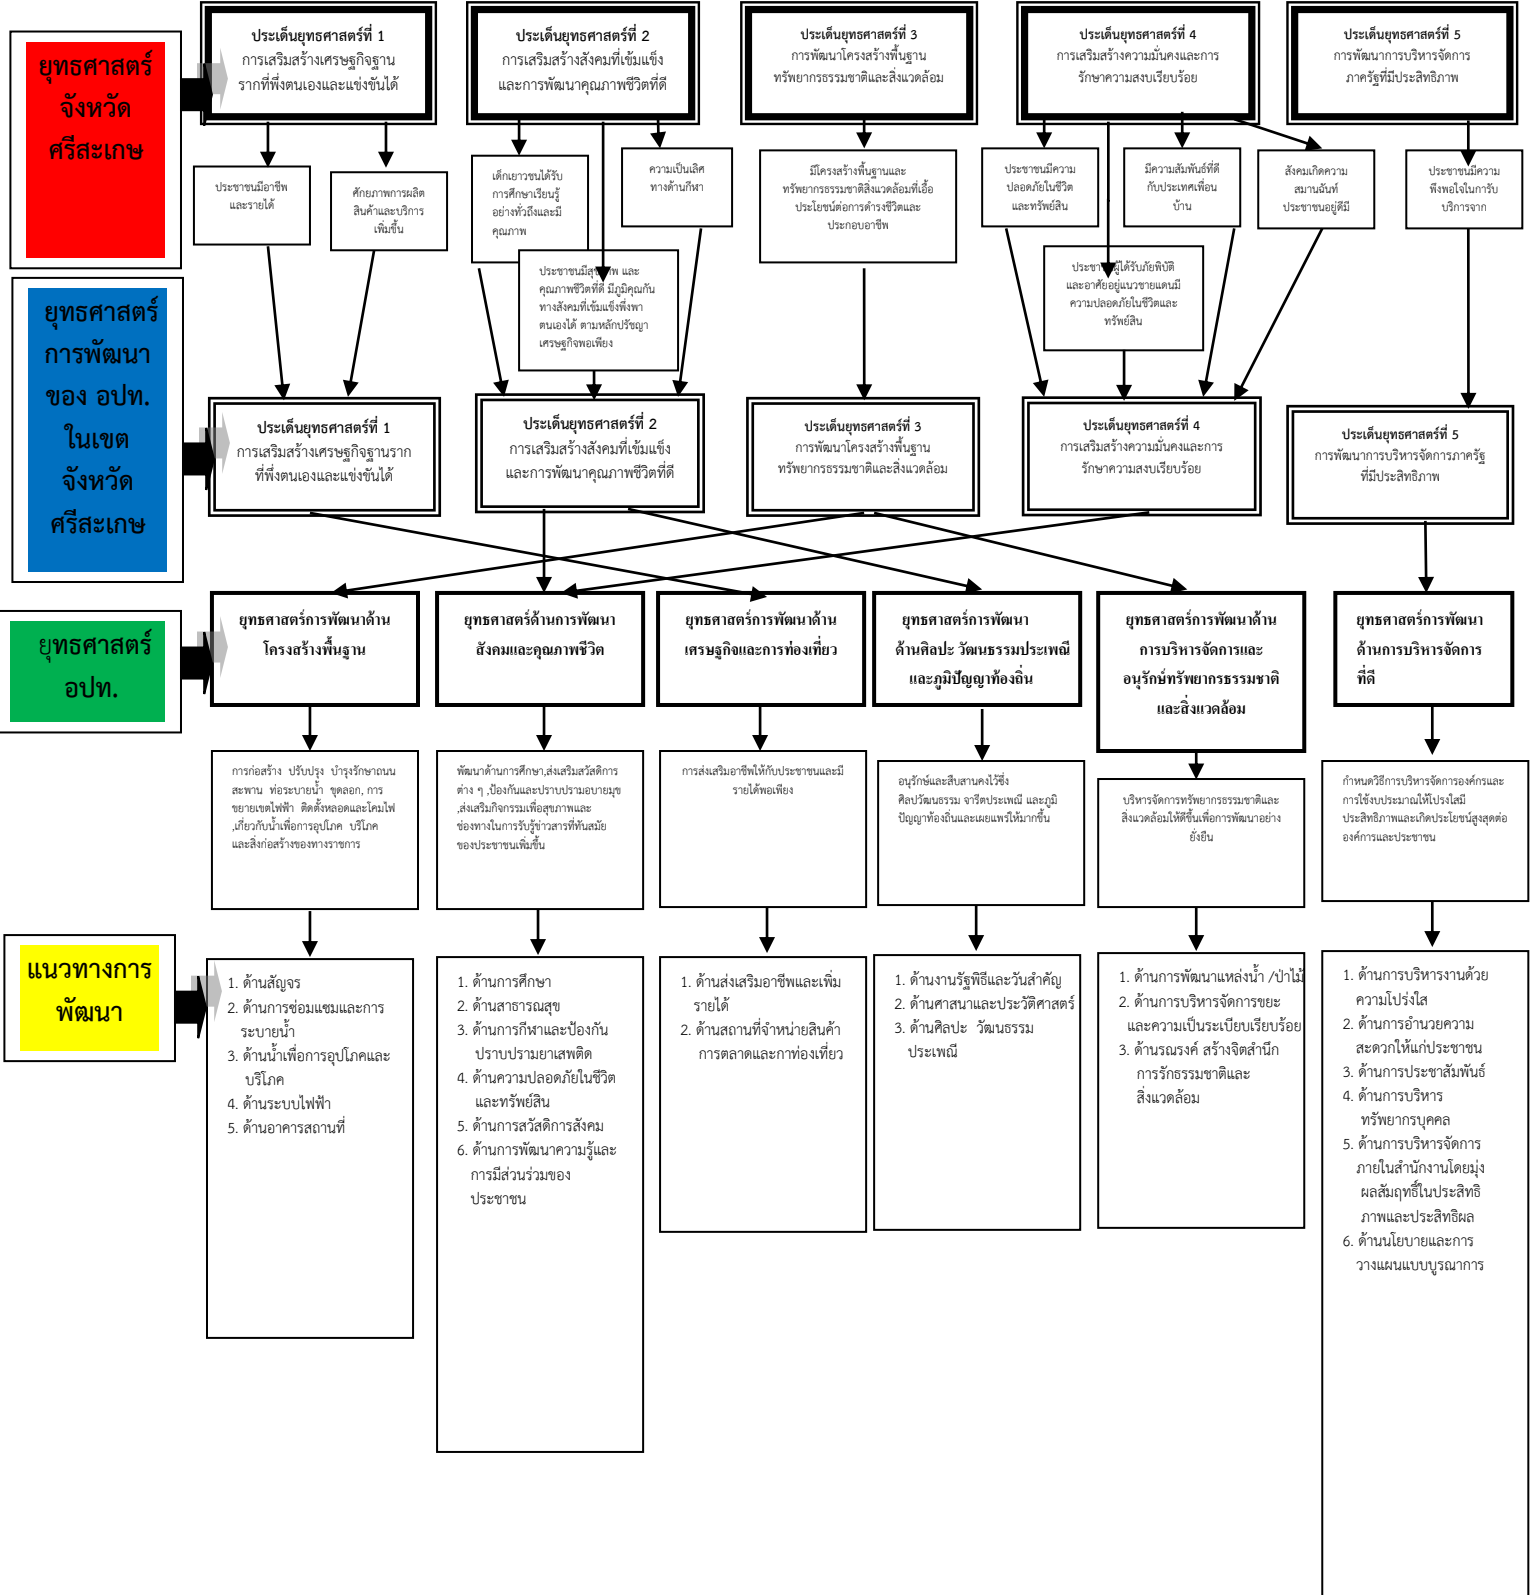 ยุทธศาสตร์
จังหวัด
ศรีสะเกษ
ประเด็นยุทธศาสตร์ที่ 1
การเสริมสร้างเศรษฐกิจฐาน
รากที่พึ่งตนเองและแข่งขันได้
ประเด็นยุทธศาสตร์ที่ 2
การเสริมสร้างสังคมที่เข้มแข็ง
และการพัฒนาคุณภาพชีวิตที่ดี
ประเด็นยุทธศาสตร์ที่ 3
การพัฒนาโครงสร้างพื้นฐาน
ทรัพยากรธรรมชาติและสิ่งแวดล้อม
ประเด็นยุทธศาสตร์ที่ 4
การเสริมสร้างความมั่นคงและการ
รักษาความสงบเรียบร้อย
ประเด็นยุทธศาสตร์ที่ 5
การพัฒนาการบริหารจัดการ
ภาครัฐที่มีประสิทธิภาพ
ประชาชนมีอาชีพ
และรายได้
ศักยภาพการผลิต
สินค้าและบริการ
เพิ่มขึ้น
เด็กเยาวชนได้รับ
การศึกษาเรียนรู้
อย่างทั่วถึงและมี
คุณภาพ
ความเป็นเลิศ
ทางด้านกีฬา
ประชาชนมีสุขภาพ และ
คุณภาพชีวิตที่ดี มีภูมิคุณกัน
ทางสังคมที่เข้มแข็งพึ่งพา
ตนเองได้ ตามหลักปรัชญา
เศรษฐกิจพอเพียง
มีโครงสร้างพื้นฐานและ
ทรัพยากรธรรมชาติสิ่งแวดล้อมที่เอื้อ
ประโยชน์ต่อการดำรงชีวิตและ
ประกอบอาชีพ
ประชาชนมีความ
ปลอดภัยในชีวิต
และทรัพย์สิน
มีความสัมพันธ์ที่ดี
กับประเทศเพื่อน
บ้าน
สังคมเกิดความ
สมานฉันท์
ประชาชนอยู่ดีมี
ประชาชนมีความ
พึงพอใจในการับ
บริการจาก
ประชาผู้ได้รับภัยพิบัติ
และอาศัยอยู่แนวชายแดนมี
ความปลอดภัยในชีวิตและ
ทรัพย์สิน
ยุทธศาสตร์
การพัฒนา
ของ อปท.
ในเขต
จังหวัด
ศรีสะเกษ
ประเด็นยุทธศาสตร์ที่ 1
การเสริมสร้างเศรษฐกิจฐานราก
ที่พึ่งตนเองและแข่งขันได้
ประเด็นยุทธศาสตร์ที่ 2
การเสริมสร้างสังคมที่เข้มแข็ง
และการพัฒนาคุณภาพชีวิตที่ดี
ประเด็นยุทธศาสตร์ที่ 3
การพัฒนาโครงสร้างพื้นฐาน
ทรัพยากรธรรมชาติและสิ่งแวดล้อม
ประเด็นยุทธศาสตร์ที่ 4
การเสริมสร้างความมั่นคงและการ
รักษาความสงบเรียบร้อย
ประเด็นยุทธศาสตร์ที่ 5
การพัฒนาการบริหารจัดการภาครัฐ
ที่มีประสิทธิภาพ
ยุทธศาสตร์
อปท.
ยุทธศาสตร์การพัฒนาด้าน
โครงสร้างพื้นฐาน
ยุทธศาสตร์ด้านการพัฒนา
สังคมและคุณภาพชีวิต
ยุทธศาสตร์การพัฒนาด้าน
เศรษฐกิจและการท่องเที่ยว
ยุทธศาสตร์การพัฒนา
ด้านศิลปะ วัฒนธรรมประเพณี
และภูมิปัญญาท้องถิ่น
ยุทธศาสตร์การพัฒนาด้าน
การบริหารจัดการและ
อนุรักษ์ทรัพยากรธรรมชาติ
และสิ่งแวดล้อม
ยุทธศาสตร์การพัฒนา
ด้านการบริหารจัดการ
ที่ดี
การก่อสร้าง ปรับปรุง บำรุงรักษาถนน
สะพาน ท่อระบายน้ำ ขุดลอก, การ
ขยายเขตไฟฟ้า ติดตั้งหลอดและโคมไฟ
,เกี่ยวกับน้ำเพื่อการอุปโภค บริโภค
และสิ่งก่อสร้างของทางราชการ
พัฒนาด้านการศึกษา,ส่งเสริมสวัสดิการ
ต่าง ๆ ,ป้องกันและปราบปรามอบายมุข
,ส่งเสริมกิจกรรมเพื่อสุขภาพและ
ช่องทางในการรับรู้ข่าวสารที่ทันสมัย
ของประชาชนเพิ่มขึ้น
การส่งเสริมอาชีพให้กับประชาชนและมี
รายได้พอเพียง
อนุรักษ์และสืบสานคงไว้ซึ่ง
ศิลปวัฒนธรรม จารีตประเพณี และภูมิ
ปัญญาท้องถิ่นและเผยแพร่ให้มากขึ้น
บริหารจัดการทรัพยากรธรรมชาติและ
สิ่งแวดล้อมให้ดีขึ้นเพื่อการพัฒนาอย่าง
ยั่งยืน
กำหนดวิธีการบริหารจัดการองค์กรและ
การใช้งบประมาณให้โปรงใสมี
ประสิทธิภาพและเกิดประโยชน์สูงสุดต่อ
องค์การและประชาชน
แนวทางการ
พัฒนา
1. ด้านสัญจร
2. ด้านการซ่อมแซมและการ
ระบายน้ำ
3. ด้านน้ำเพื่อการอุปโภคและ
บริโภค
4. ด้านระบบไฟฟ้า
5. ด้านอาคารสถานที่
1. ด้านการศึกษา
2. ด้านสาธารณสุข
3. ด้านการกีฬาและป้องกัน
ปราบปรามยาเสพติด
4. ด้านความปลอดภัยในชีวิต
และทรัพย์สิน
5. ด้านการสวัสดิการสังคม
6. ด้านการพัฒนาความรู้และ
การมีส่วนร่วมของ
ประชาชน
1. ด้านส่งเสริมอาชีพและเพิ่ม
รายได้
2. ด้านสถานที่จำหน่ายสินค้า
การตลาดและกาท่องเที่ยว
1. ด้านงานรัฐพิธีและวันสำคัญ
2. ด้านศาสนาและประวัติศาสตร์
3. ด้านศิลปะ วัฒนธรรม
ประเพณี
1. ด้านการพัฒนาแหล่งน้ำ /ป่าไม้
2. ด้านการบริหารจัดการขยะ
และความเป็นระเบียบเรียบร้อย
3. ด้านรณรงค์ สร้างจิตสำนึก
การรักธรรมชาติและ
สิ่งแวดล้อม
1. ด้านการบริหารงานด้วย
ความโปร่งใส
2. ด้านการอำนวยความ
สะดวกให้แก่ประชาชน
3. ด้านการประชาสัมพันธ์
4. ด้านการบริหาร
ทรัพยากรบุคคล
5. ด้านการบริหารจัดการ
ภายในสำนักงานโดยมุ่ง
ผลสัมฤทธิ์ในประสิทธิ
ภาพและประสิทธิผล
6. ด้านนโยบายและการ
วางแผนแบบบูรณาการ